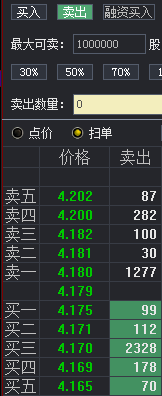 买入 卖出 融资买入
最大可卖: 1000000 股
30% 50% 70%
卖出数量: 0
点价 扫单
价格 卖出
卖五 4.202 87
卖四 4.200 282
卖三 4.182 100
卖二 4.181 30
卖一 4.180 1277
4.179
买一 4.175 99
买二 4.171 112
买三 4.170 2328
买四 4.169 178
买五 4.165 70